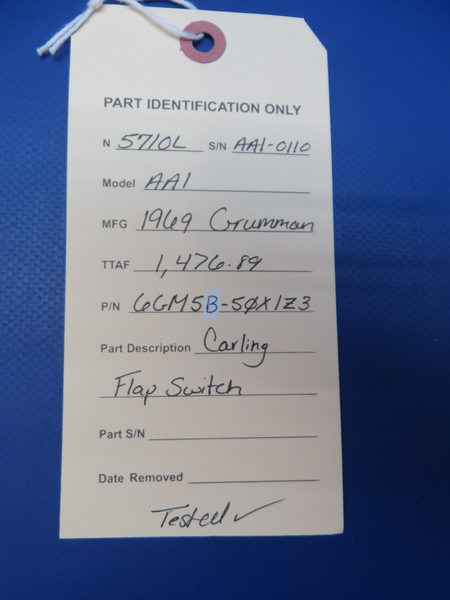 PART IDENTIFICATION ONLY
N 5710L S/N AA1-0110
Model AA1
MFG 1969 Grumman
TTAF 1,476.89
P/N 6GM5B-5ØX1Z3
Part Description Carling
Flap Switch
Part S/N
Date Removed
Tested ✓